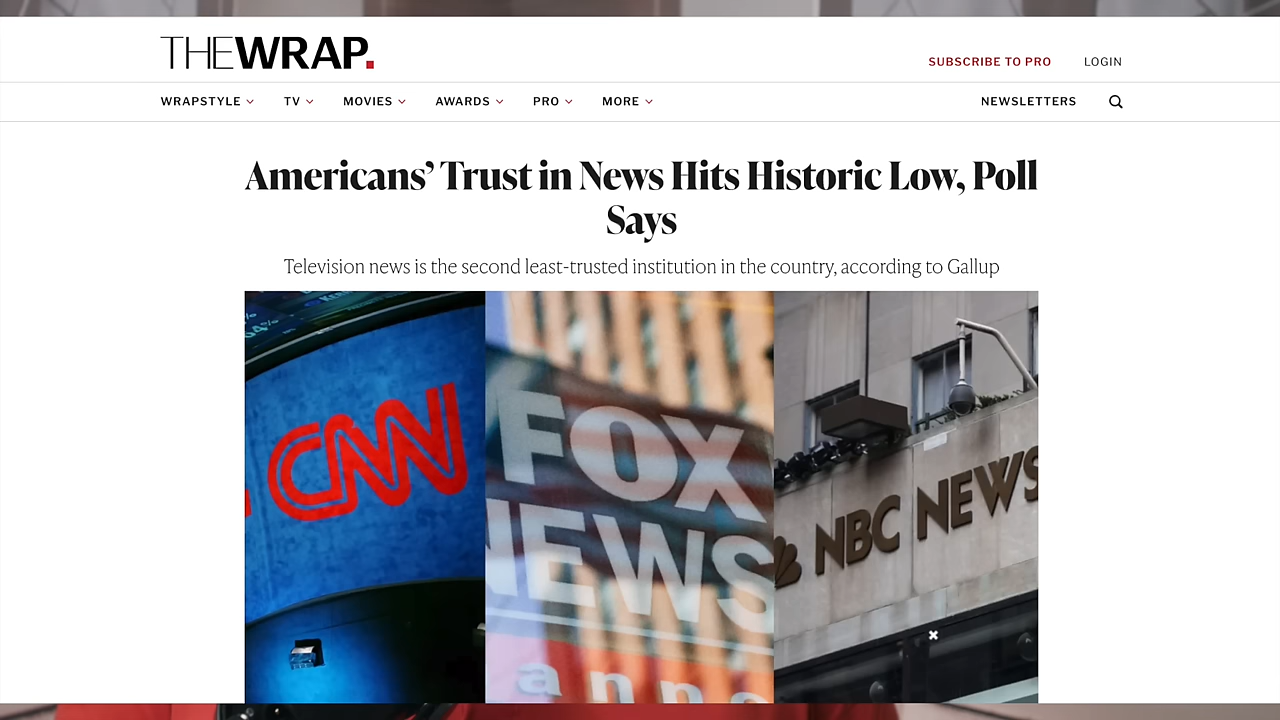 THEWRAP.
SUBSCRIBE TO PRO
LOGIN
WRAPSTYLE
TV
MOVIES
AWARDS
PRO
MORE
NEWSLETTERS
Americans’ Trust in News Hits Historic Low, Poll
Says
Television news is the second least-trusted institution in the country, according to Gallup
CNN
FOX
NEWS
NBC NEWS